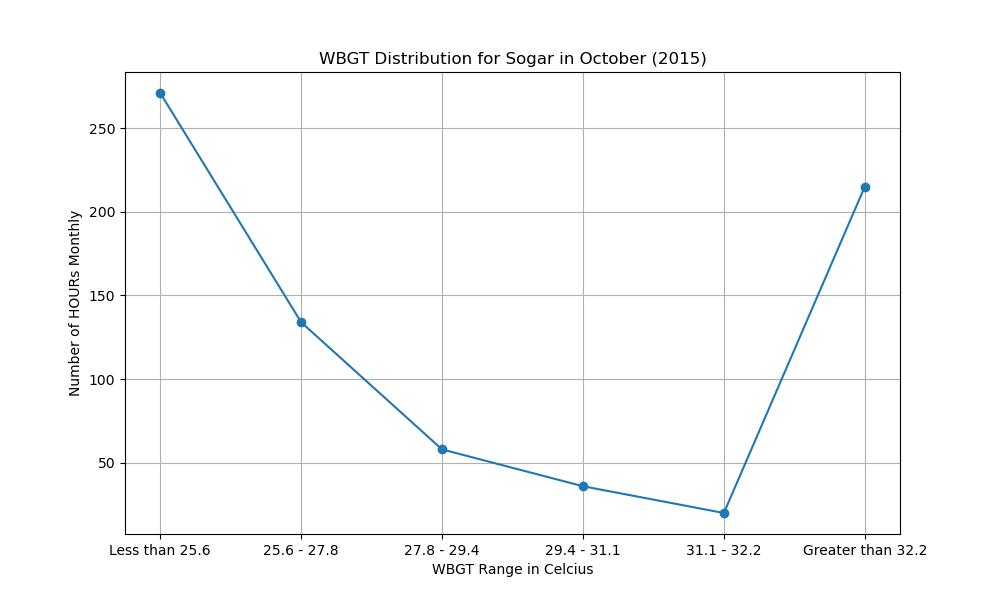 WBGT Distribution for Sogar in October (2015)
Number of HOURs Monthly
250
200
150
100
50
Less than 25.6
25.6 - 27.8
27.8 - 29.4
29.4 - 31.1
31.1 - 32.2
Greater than 32.2
WBGT Range in Celcius